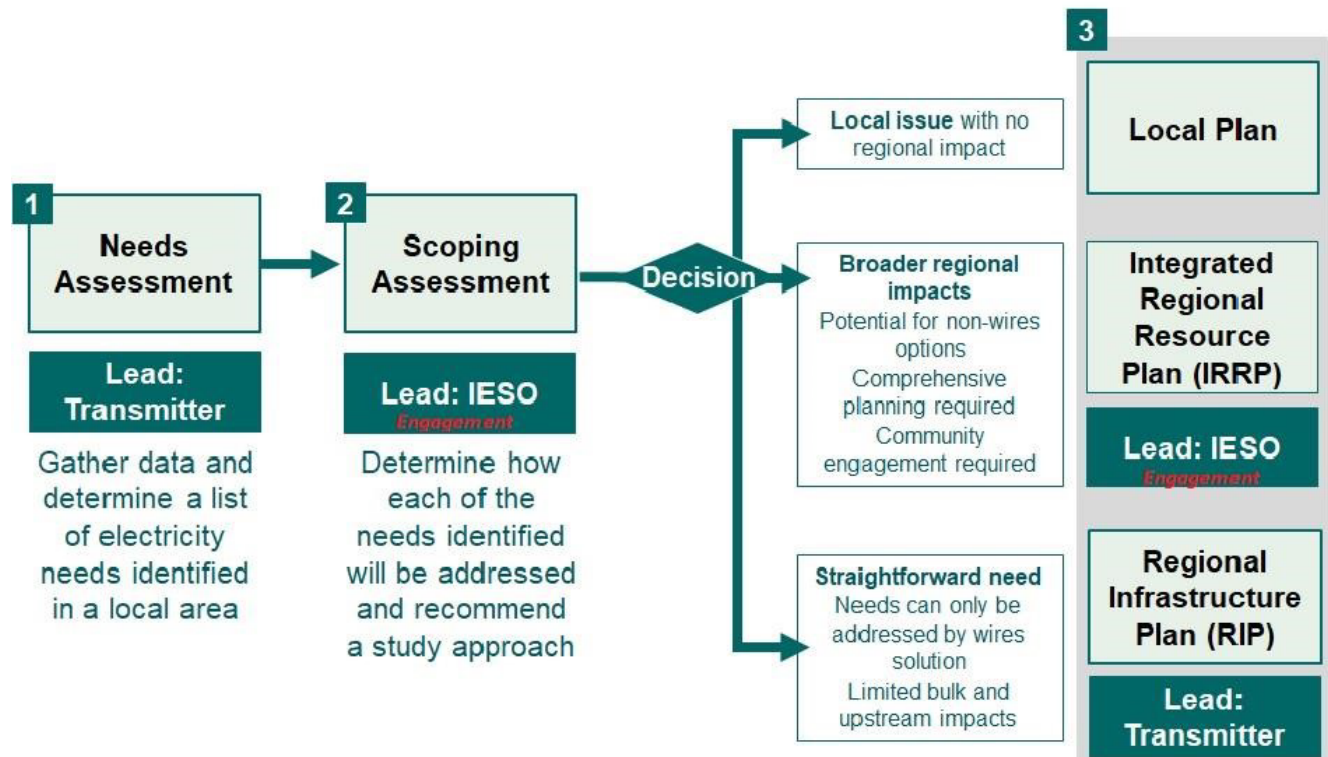 1
Needs
Assessment
Lead:
Transmitter
Gather data and
determine a list
of electricity
needs identified
in a local area
2
Scoping
Assessment
Lead: IESO
Engagement
Determine how
each of the
needs identified
will be addressed
and recommend
a study approach
Decision
Local issue with no
regional impact
Broader regional
impacts
Potential for non-wires
options
Comprehensive
planning required
Community
engagement required
Straightforward need
Needs can only be
addressed by wires
solution
Limited bulk and
upstream impacts
3
Local Plan
Integrated
Regional
Resource
Plan (IRRP)
Lead: IESO
Engagement
Regional
Infrastructure
Plan (RIP)
Lead:
Transmitter